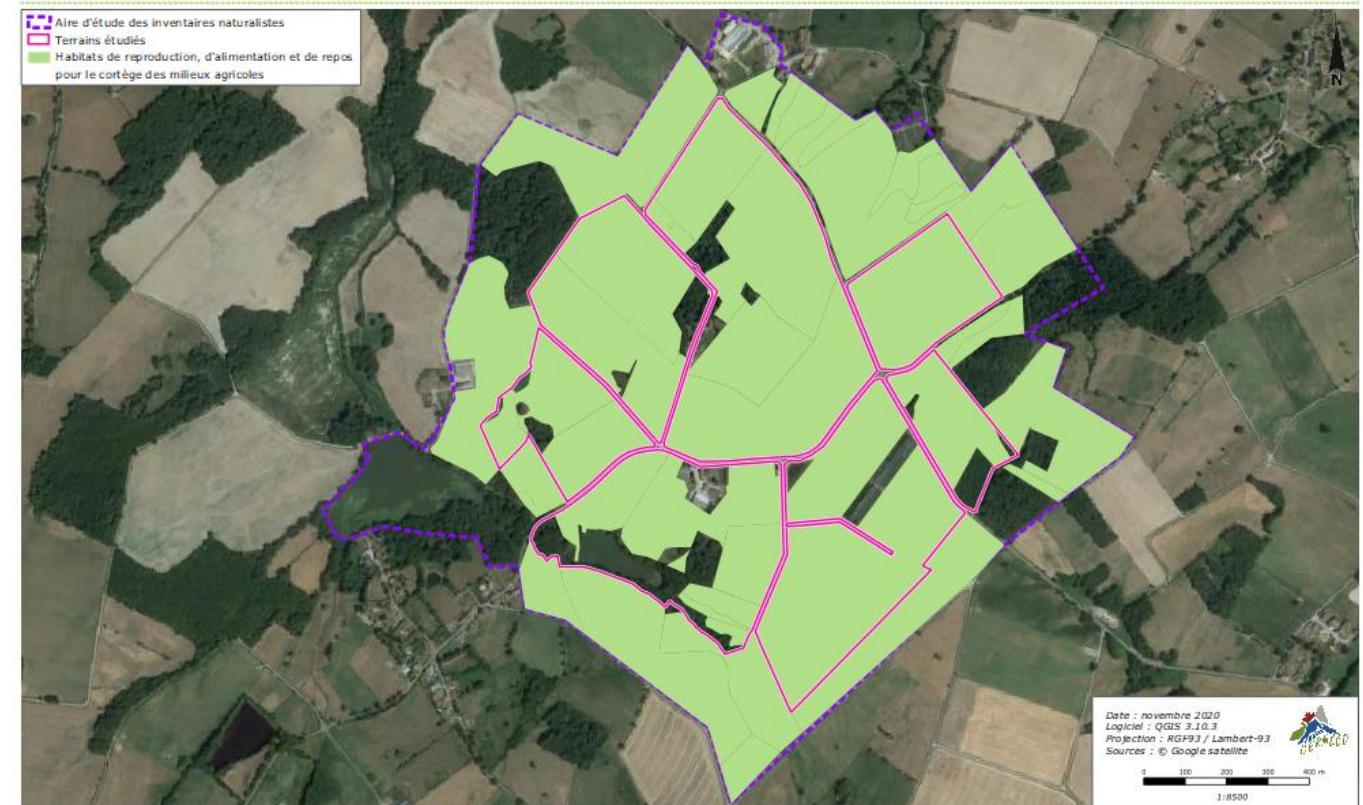 Aire d'étude des inventaires naturalistes
Terrains étudiés
Habitats de reproduction, d'alimentation et de repos
pour le cortège des milieux agricoles
N
Date : novembre 2020
Logiciel : QGIS 3.10.3
Projection : RGF93 / Lambert-93
Sources : © Google satellite
0 100 200 300 400 m
1:8500